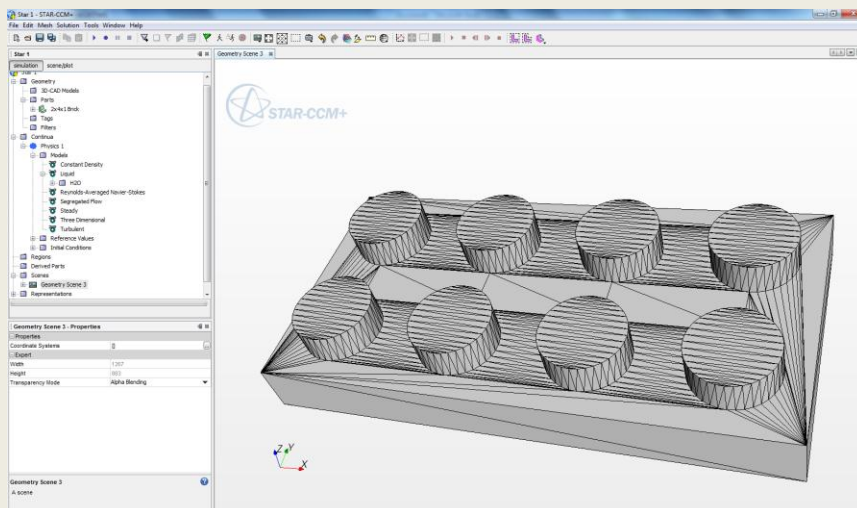 Star 1 - STAR-CCM+
File Edit Mesh Solution Tools Window Help
Star 1
Geometry Scene 3
simulation scene/plot
Star 1
Geometry
3D-CAD Models
Parts
2x4x1 Brick
Tags
Filters
Continua
Physics 1
Models
Constant Density
Liquid
H2O
Reynolds-Averaged Navier-Stokes
Segregated Flow
Steady
Three Dimensional
Turbulent
Reference Values
Initial Conditions
Regions
Derived Parts
Scenes
Geometry Scene 3
Representations
STAR-CCM+
Geometry Scene 3 - Properties
Properties
Coordinate Systems []
Expert
Width
Height
Transparency Mode Alpha Blending
Z Y
X
Geometry Scene 3
A scene